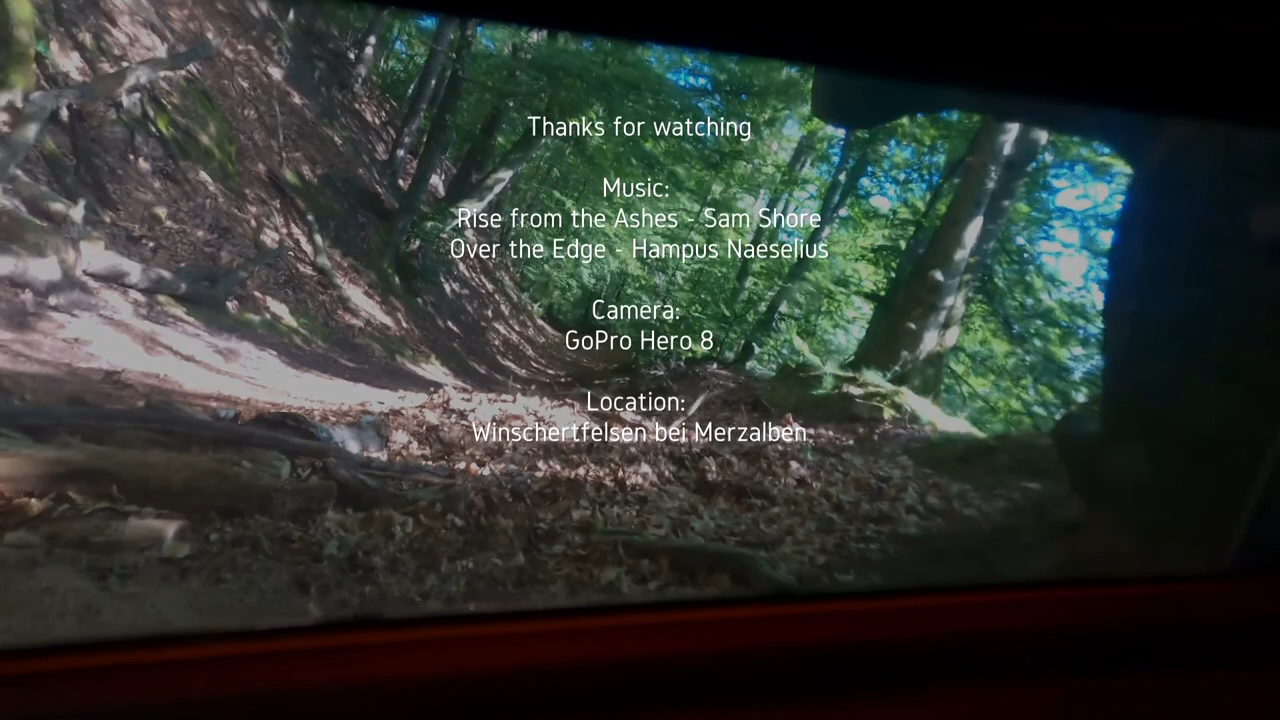 Thanks for watching
Music:
Rise from the Ashes - Sam Shore
Over the Edge - Hampus Naeselius
Camera:
GoPro Hero 8
Location:
Winschertfelsen bei Merzalben